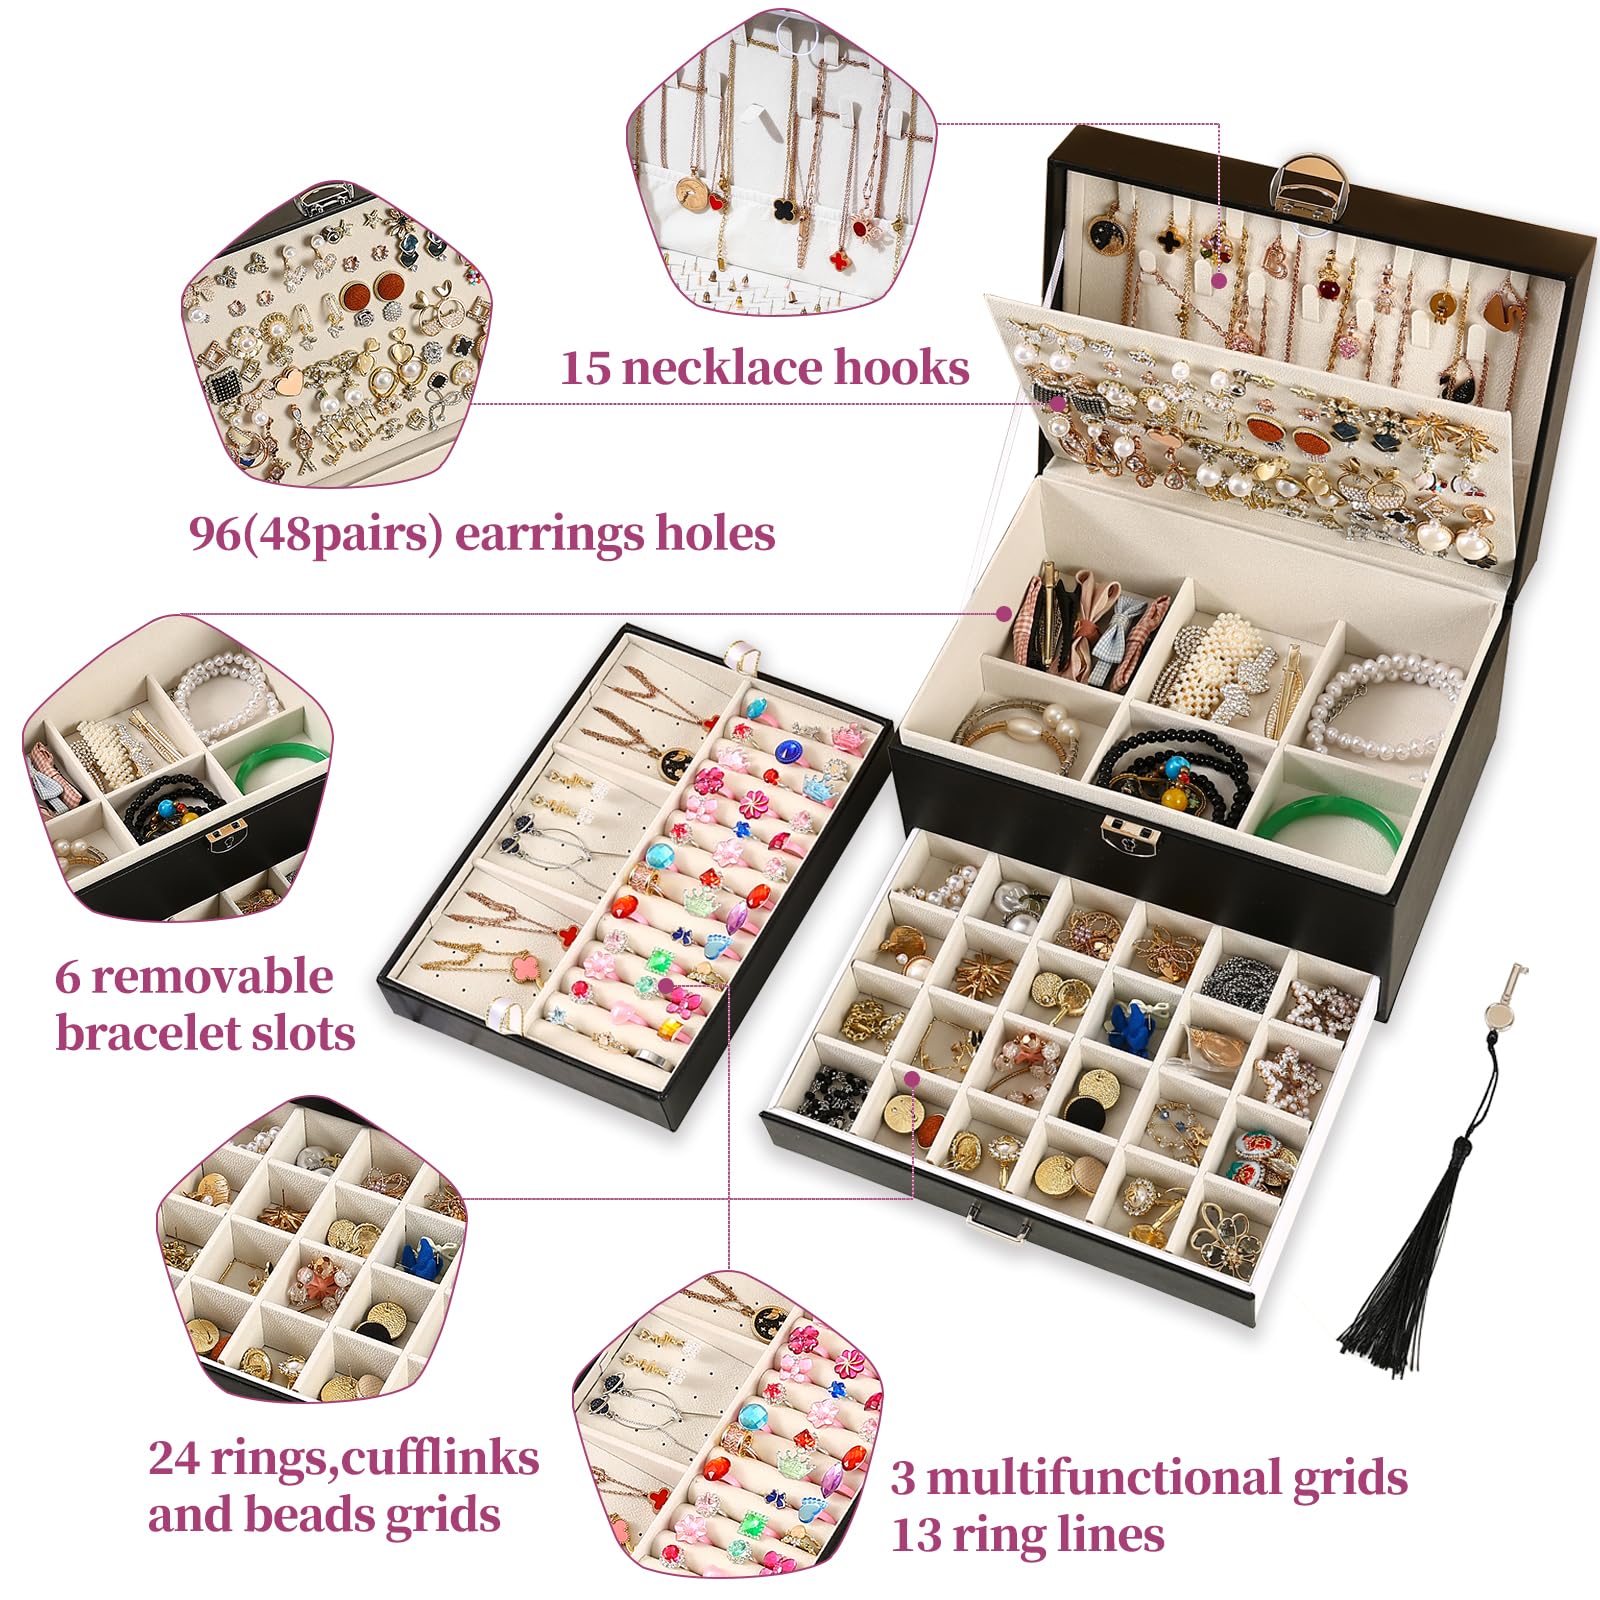 15 necklace hooks
96(48pairs) earrings holes
6 removable
bracelet slots
24 rings,cufflinks
and beads grids
3 multifunctional grids
13 ring lines